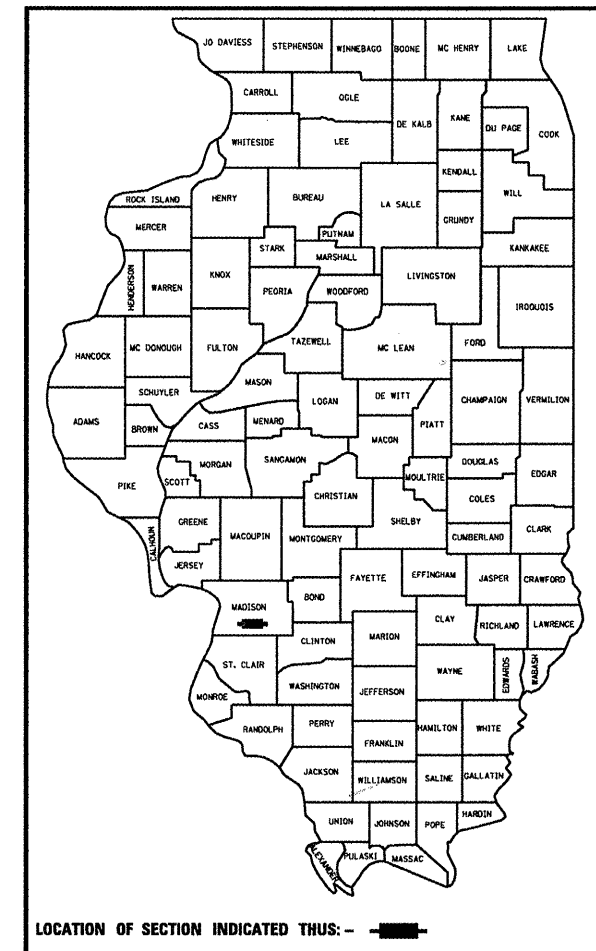 JO DAVIESS STEPHENSON WINNEBAGO BOONE MC HENRY LAKE
CARROLL OGLE DE KALB KANE DU PAGE COOK
WHITESIDE LEE
KENDALL WILL
ROCK ISLAND HENRY BUREAU LA SALLE GRUNDY
MERCER PUTNAM
STARK MARSHALL KANKAKEE
HENDERSON WARREN KNOX PEORIA WOODFORD LIVINGSTON IROQUOIS
HANCOCK MC DONOUGH FULTON TAZEWELL MC LEAN FORD
MASON
SCHUYLER LOGAN DE WITT CHAMPAIGN VERMILION
ADAMS BROWN CASS MENARD MACON PIATT
SANGAMON DOUGLAS
PIKE SCOTT MORGAN CHRISTIAN MOULTRIE COLES EDGAR
GREENE SHELBY
CALHOUN MACOUPIN MONTGOMERY CUMBERLAND CLARK
JERSEY FAYETTE EFFINGHAM JASPER CRAWFORD
MADISON BOND
CLAY RICHLAND LAWRENCE
CLINTON MARION
ST. CLAIR WAYNE EDWARDS WABASH
WASHINGTON JEFFERSON
MONROE
RANDOLPH PERRY HAMILTON WHITE
FRANKLIN
JACKSON WILLIAMSON SALINE GALLATIN
UNION JOHNSON POPE HARDIN
ALEXANDER PULASKI MASSAC
LOCATION OF SECTION INDICATED THUS: -